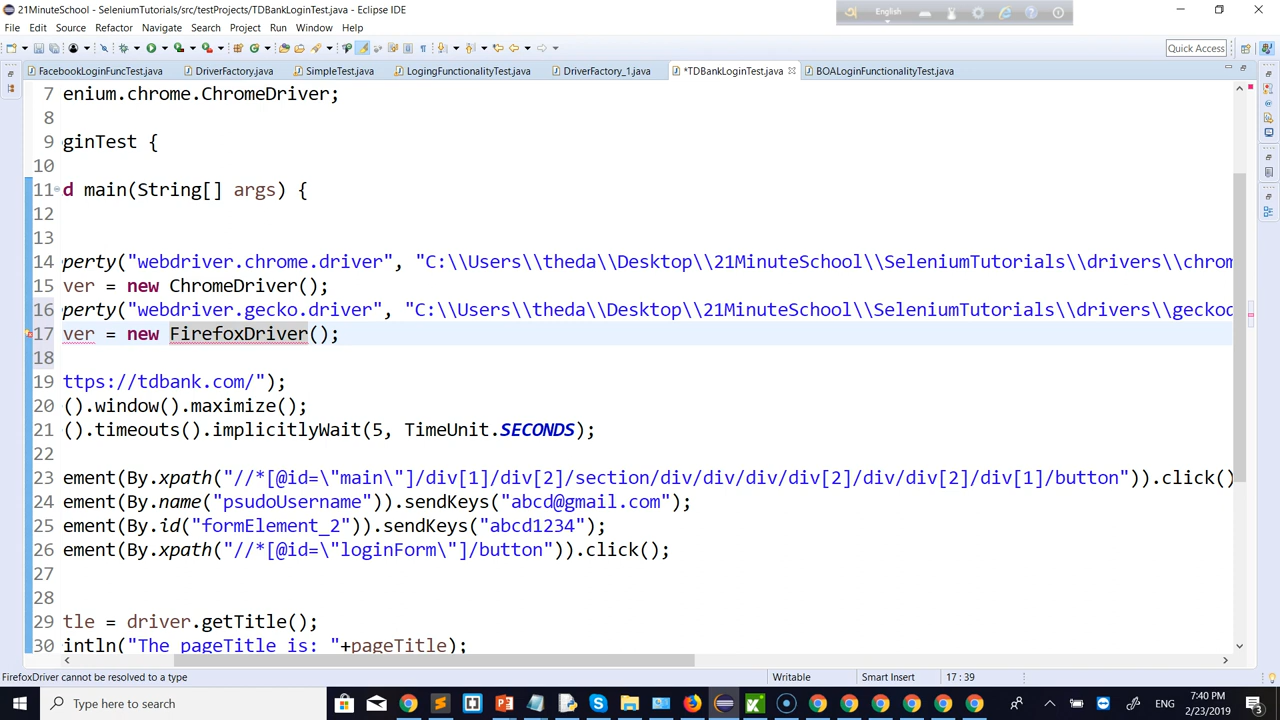 21MinuteSchool - SeleniumTutorials/src/testProjects/TDBankLoginTest.java - Eclipse IDE
English
File Edit Source Refactor Navigate Search Project Run Window Help
Quick Access
FacebookLoginFuncTest.java DriverFactory.java SimpleTest.java LogingFunctionalityTest.java DriverFactory_1.java *TDBankLoginTest.java BOALoginFunctionalityTest.java
7 enium.chrome.ChromeDriver;
8
9 ginTest {
10
11 d main(String[] args) {
12
13
14 perty("webdriver.chrome.driver", "C:\\Users\\theda\\Desktop\\21MinuteSchool\\SeleniumTutorials\\drivers\\chrom
15 ver = new ChromeDriver();
16 perty("webdriver.gecko.driver", "C:\\Users\\theda\\Desktop\\21MinuteSchool\\SeleniumTutorials\\drivers\\geckod
17 ver = new FirefoxDriver();
18
19 ttps://tdbank.com/");
20 ().window().maximize();
21 ().timeouts().implicitlyWait(5, TimeUnit.SECONDS);
22
23 ement(By.xpath("//*[@id=\"main\"]/div[1]/div[2]/section/div/div/div/div[2]/div/div[2]/div[1]/button")).click()
24 ement(By.name("psudoUsername")).sendKeys("abcd@gmail.com");
25 ement(By.id("formElement_2")).sendKeys("abcd1234");
26 ement(By.xpath("//*[@id=\"loginForm\"]/button")).click();
27
28
29 tle = driver.getTitle();
30 intln("The pageTitle is: "+pageTitle);
FirefoxDriver cannot be resolved to a type Writable Smart Insert 17 : 39
Type here to search
ENG
7:40 PM
2/23/2019
3